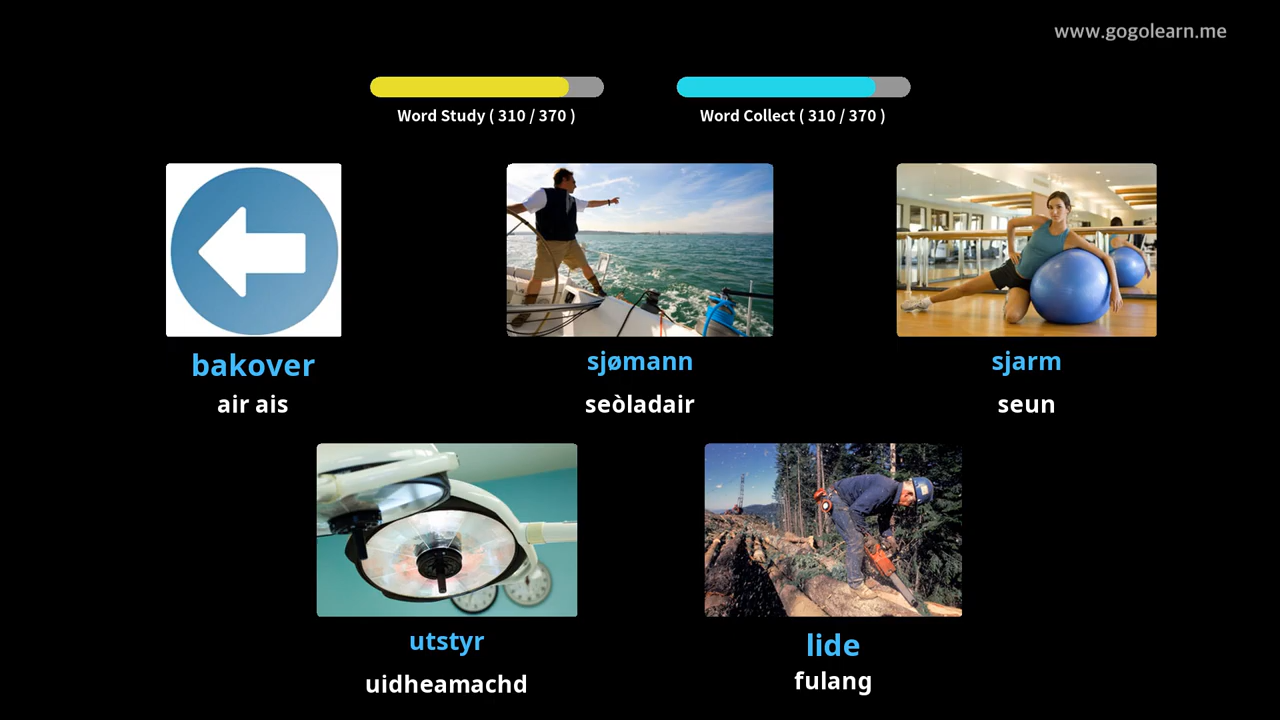 www.gogolearn.me
Word Study ( 310 / 370 )
Word Collect ( 310 / 370 )
bakover
air ais
sjømann
seòladair
sjarm
seun
utstyr
uidheamachd
lide
fulang